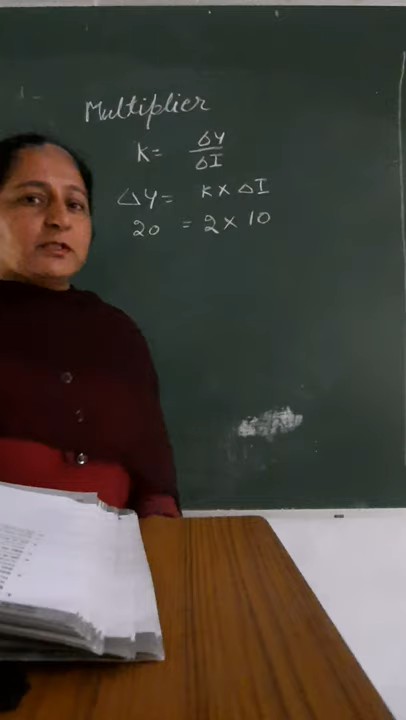 Multiplier
K = ΔY / ΔI
ΔY = K × ΔI
20 = 2 × 10